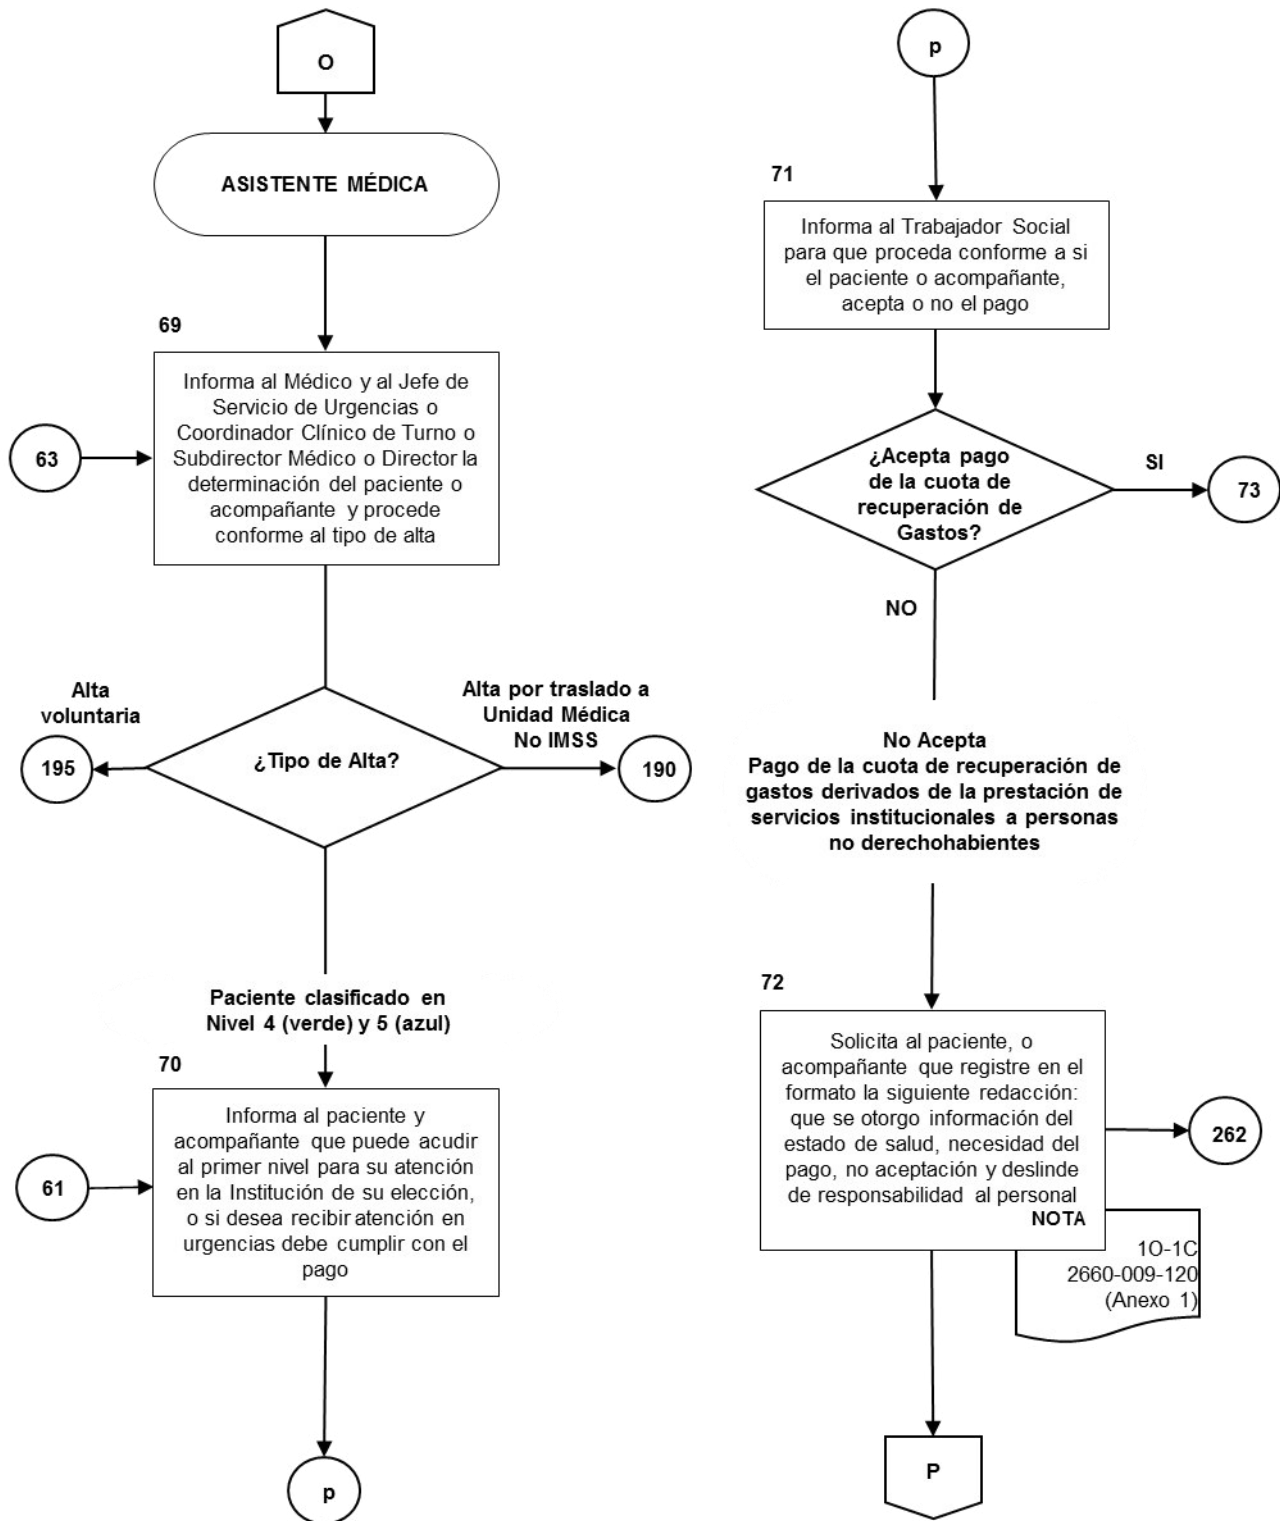 O
ASISTENTE MÉDICA
69
Informa al Médico y al Jefe de
Servicio de Urgencias o
Coordinador Clínico de Turno o
Subdirector Médico o Director la
determinación del paciente o
acompañante y procede
conforme al tipo de alta
63
Alta
voluntaria
Alta por traslado a
Unidad Médica
No IMSS
195
¿Tipo de Alta?
190
Paciente clasificado en
Nivel 4 (verde) y 5 (azul)
70
Informa al paciente y
acompañante que puede acudir
al primer nivel para su atención
en la Institución de su elección,
o si desea recibir atención en
urgencias debe cumplir con el
pago
61
p
p
71
Informa al Trabajador Social
para que proceda conforme a si
el paciente o acompañante,
acepta o no el pago
¿Acepta pago
de la cuota de
recuperación de
Gastos?
SI
73
NO
No Acepta
Pago de la cuota de recuperación de
gastos derivados de la prestación de
servicios institucionales a personas
no derechohabientes
72
Solicita al paciente, o
acompañante que registre en el
formato la siguiente redacción:
que se otorgo información del
estado de salud, necesidad del
pago, no aceptación y deslinde
de responsabilidad al personal
NOTA
262
1O-1C
2660-009-120
(Anexo 1)
P